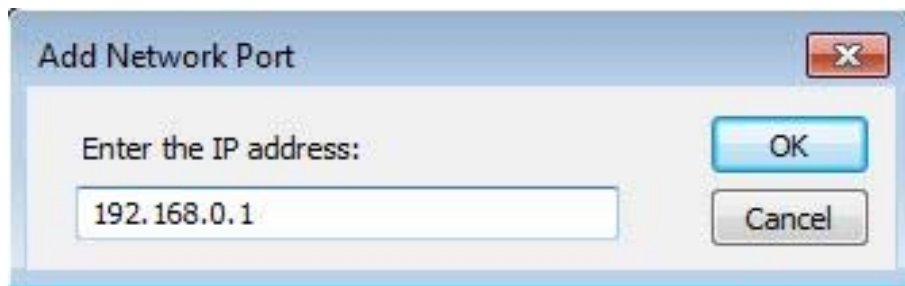 Add Network Port
Enter the IP address:
OK
192.168.0.1
Cancel